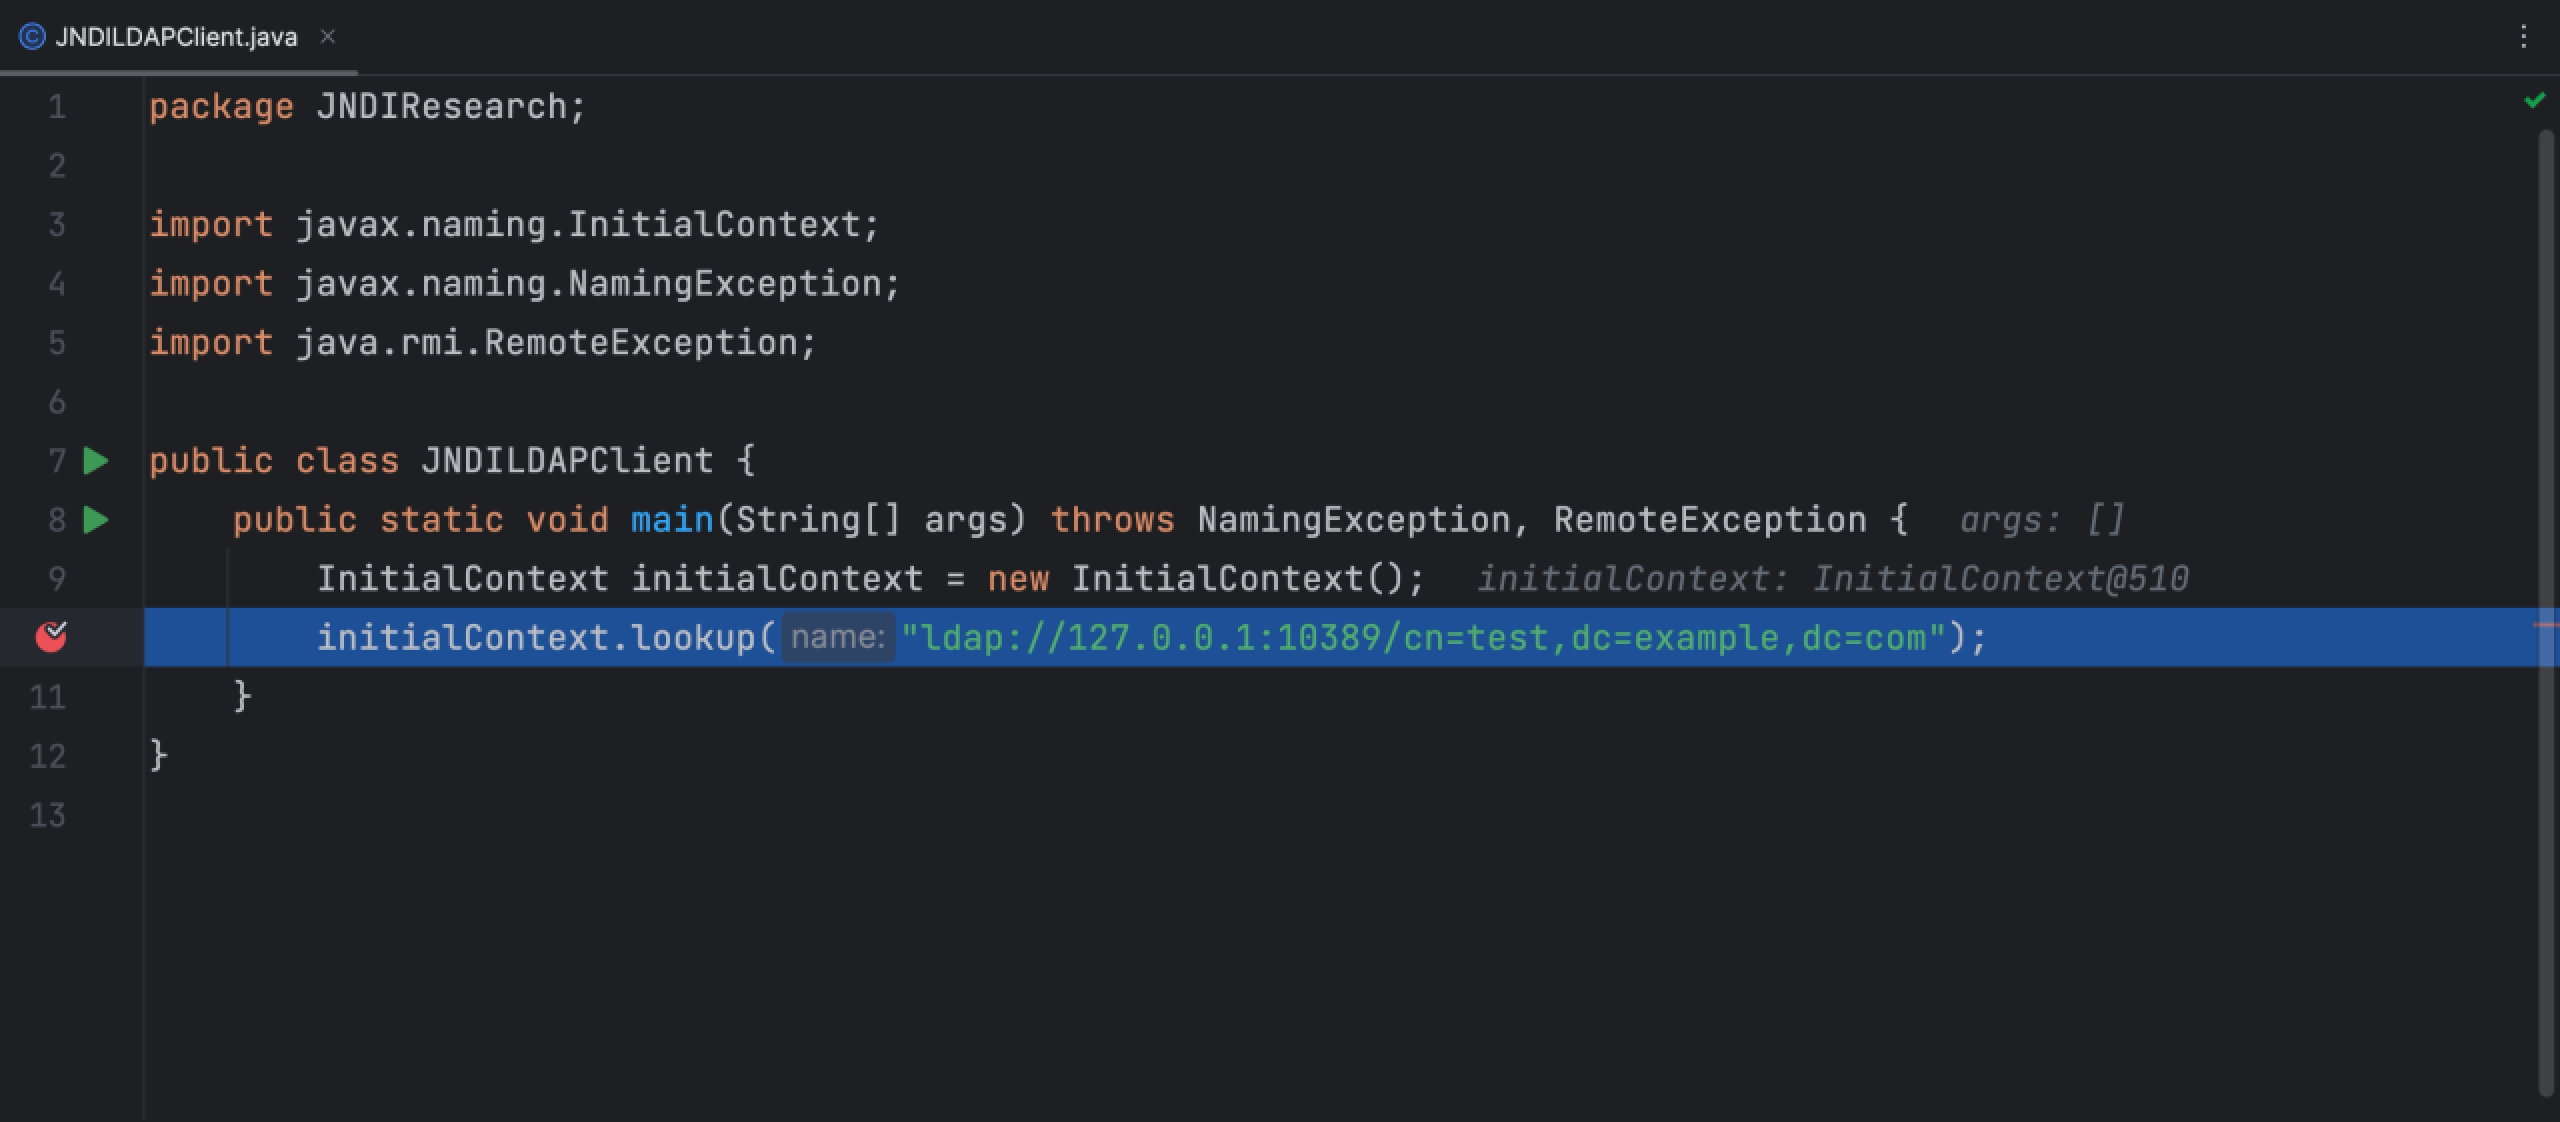 JNDILDAPClient.java
1 package JNDIResearch;
2
3 import javax.naming.InitialContext;
4 import javax.naming.NamingException;
5 import java.rmi.RemoteException;
6
7 public class JNDILDAPClient {
8 public static void main(String[] args) throws NamingException, RemoteException { args: []
9 InitialContext initialContext = new InitialContext(); initialContext: InitialContext@510
initialContext.lookup( name: "ldap://127.0.0.1:10389/cn=test,dc=example,dc=com");
11 }
12 }
13